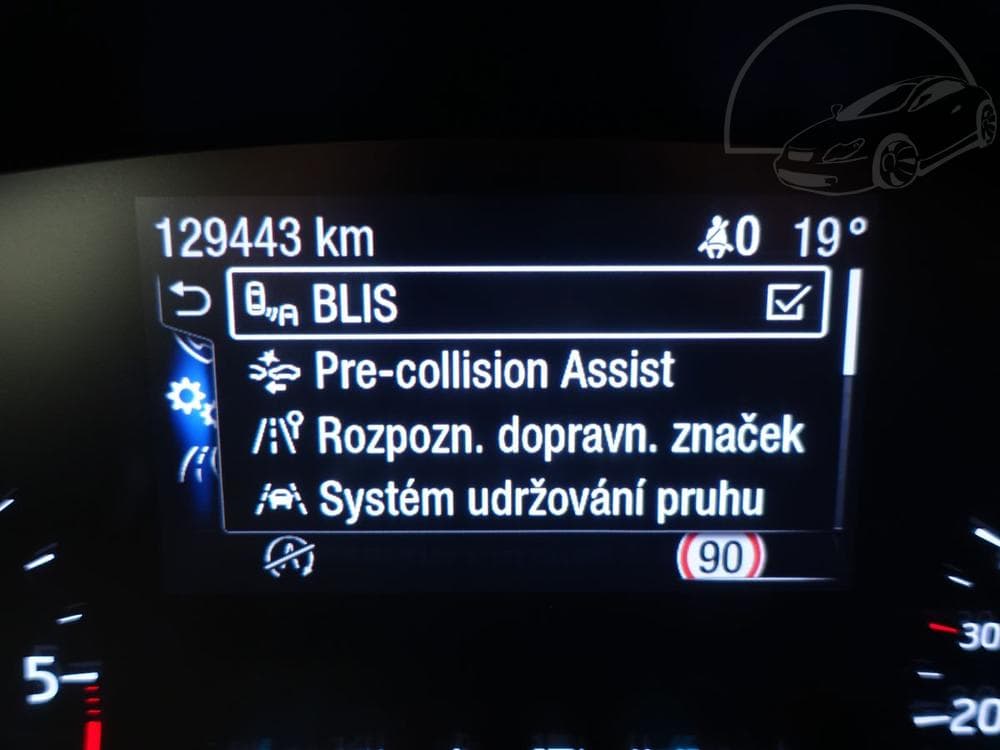 129443 km 0 19°
BLIS
Pre-collision Assist
Rozpozn. dopravn. značek
Systém udržování pruhu
A 90
5 30
20